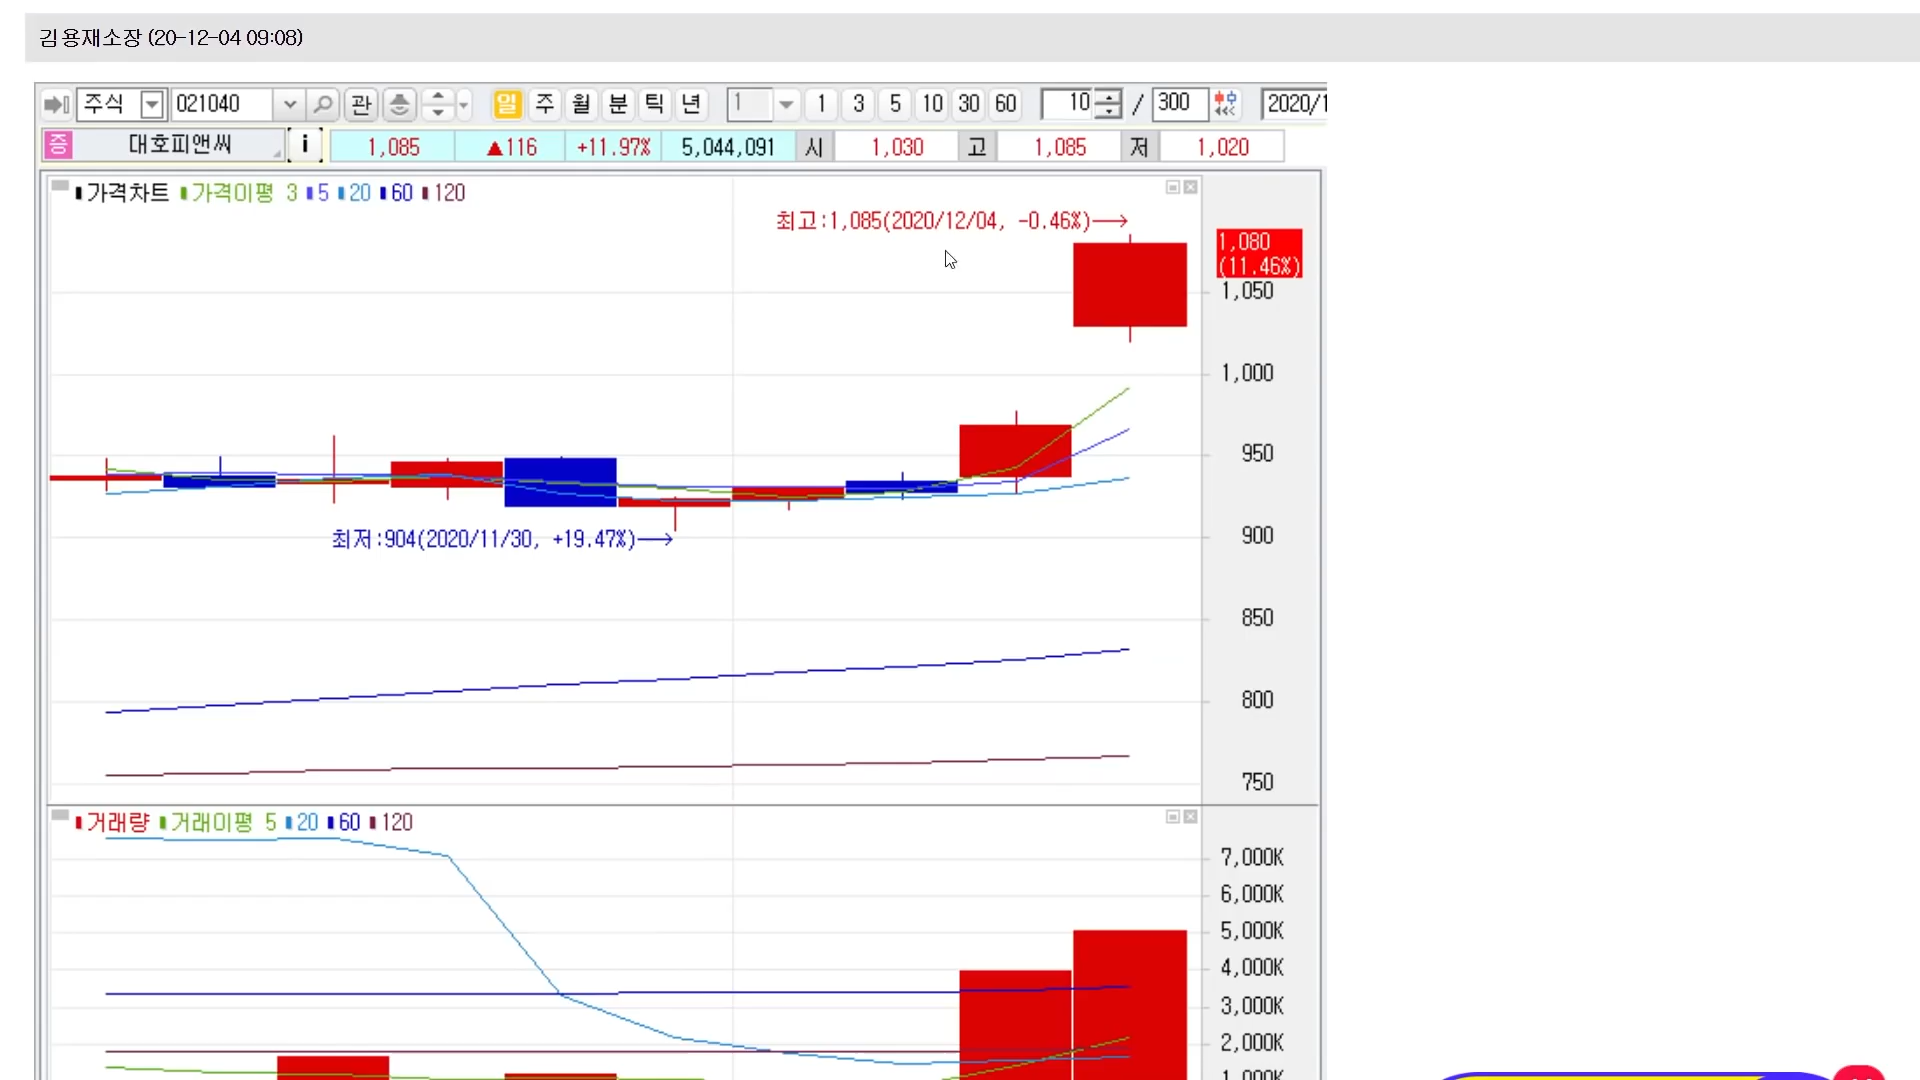 김용재소장 (20-12-04 09:08)
주식 021040 관 일 주 월 분 틱 년 1 1 3 5 10 30 60 10 / 300 2020/1
증 대호피앤씨 i 1,085 ▲116 +11.97% 5,044,091 시 1,030 고 1,085 저 1,020
가격차트 가격이평 3 5 20 60 120
최고:1,085(2020/12/04, -0.46%)→
1,080
(11.46%)
1,050
1,000
950
최저:904(2020/11/30, +19.47%)→
900
850
800
750
거래량 거래이평 5 20 60 120
7,000K
6,000K
5,000K
4,000K
3,000K
2,000K
1,000K